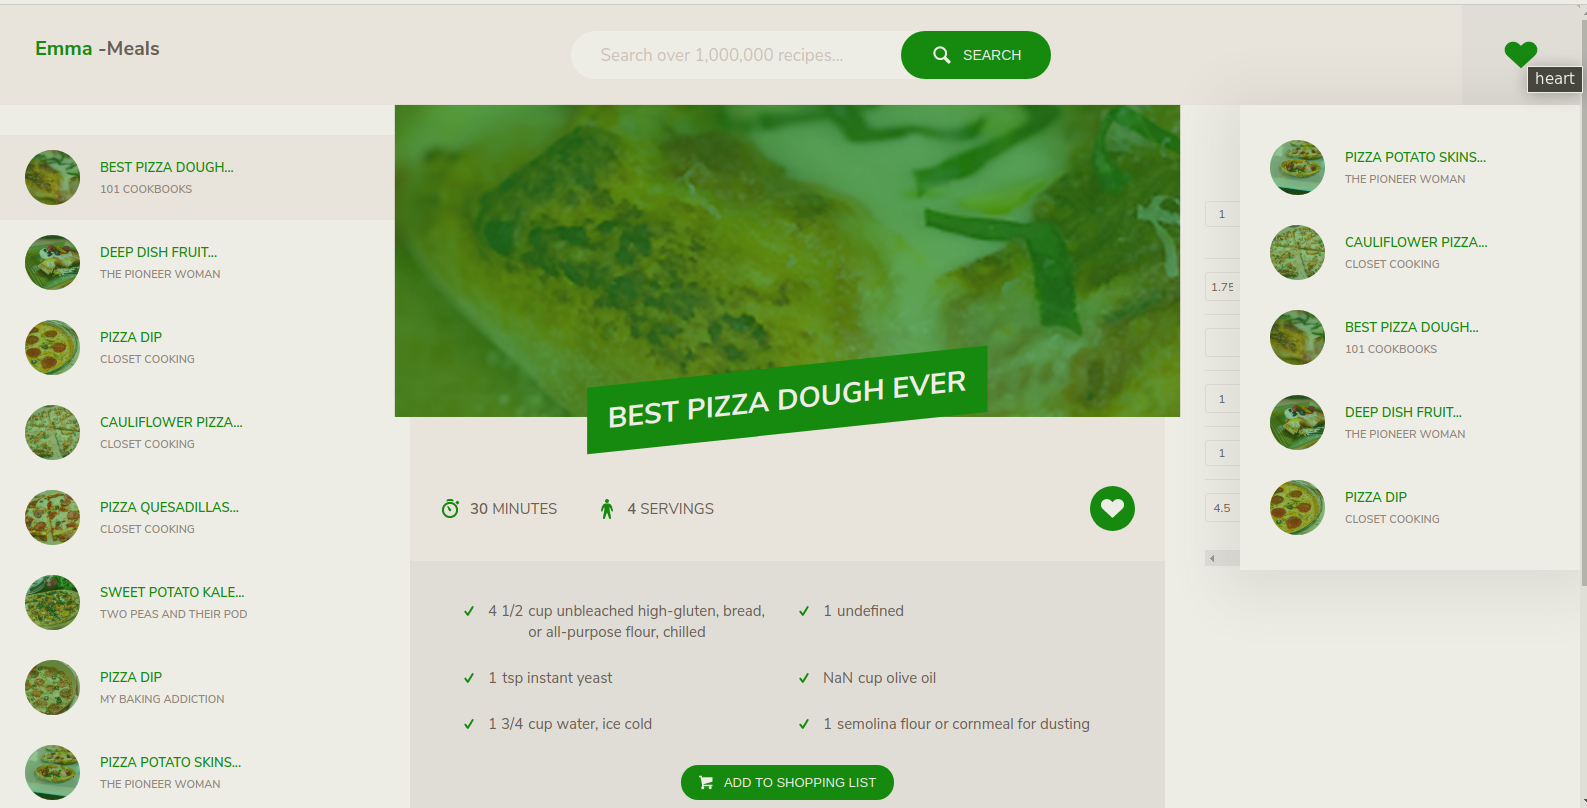 Emma -Meals
Search over 1,000,000 recipes...
SEARCH
heart
BEST PIZZA DOUGH...
101 COOKBOOKS
DEEP DISH FRUIT...
THE PIONEER WOMAN
PIZZA DIP
CLOSET COOKING
CAULIFLOWER PIZZA...
CLOSET COOKING
PIZZA QUESADILLAS...
CLOSET COOKING
SWEET POTATO KALE...
TWO PEAS AND THEIR POD
PIZZA DIP
MY BAKING ADDICTION
PIZZA POTATO SKINS...
THE PIONEER WOMAN
BEST PIZZA DOUGH EVER
30 MINUTES
4 SERVINGS
4 1/2 cup unbleached high-gluten, bread,
or all-purpose flour, chilled
1 undefined
1 tsp instant yeast
NaN cup olive oil
1 3/4 cup water, ice cold
1 semolina flour or cornmeal for dusting
ADD TO SHOPPING LIST
1
1.75
1
1
4.5
PIZZA POTATO SKINS...
THE PIONEER WOMAN
CAULIFLOWER PIZZA...
CLOSET COOKING
BEST PIZZA DOUGH...
101 COOKBOOKS
DEEP DISH FRUIT...
THE PIONEER WOMAN
PIZZA DIP
CLOSET COOKING